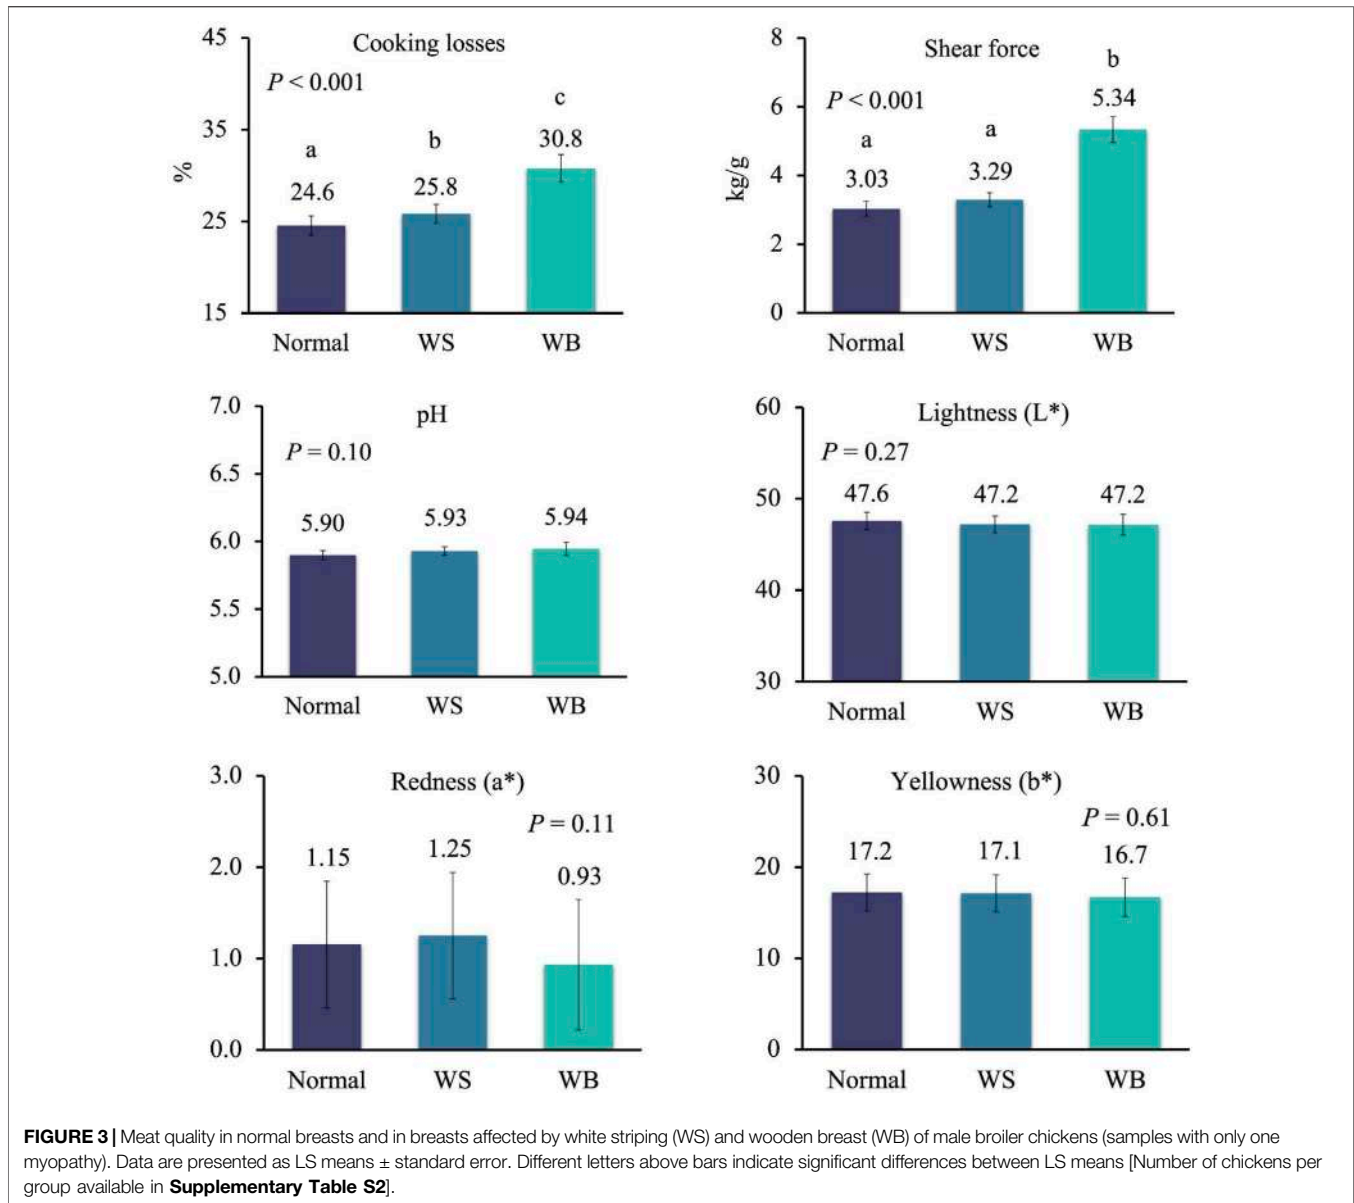 Cooking losses
P < 0.001
%
45
35
25
15
a
24.6
b
25.8
c
30.8
Normal WS WB
Shear force
P < 0.001
kg/g
8
6
4
2
0
a
3.03
a
3.29
b
5.34
Normal WS WB
pH
P = 0.10
7.0
6.5
6.0
5.5
5.0
5.90 5.93 5.94
Normal WS WB
Lightness (L*)
P = 0.27
60
50
40
30
47.6 47.2 47.2
Normal WS WB
Redness (a*)
P = 0.11
3.0
2.0
1.0
0.0
1.15 1.25 0.93
Normal WS WB
Yellowness (b*)
P = 0.61
30
20
10
0
17.2 17.1 16.7
Normal WS WB
FIGURE 3 | Meat quality in normal breasts and in breasts affected by white striping (WS) and wooden breast (WB) of male broiler chickens (samples with only one
myopathy). Data are presented as LS means ± standard error. Different letters above bars indicate significant differences between LS means [Number of chickens per
group available in Supplementary Table S2].